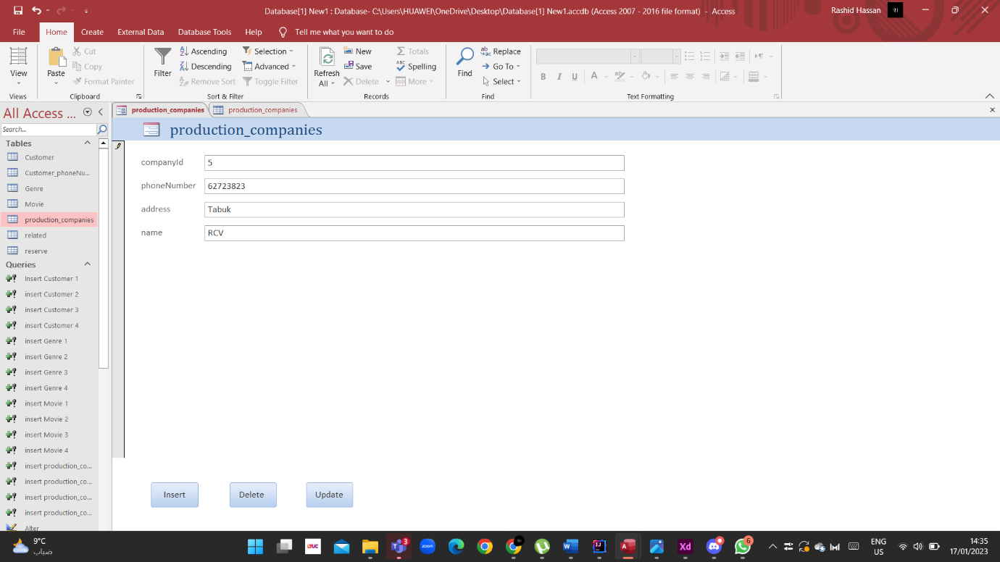 Database[1] New1 : Database- C:\Users\HUAWEI\OneDrive\Desktop\Database[1] New1.accdb (Access 2007 - 2016 file format) - Access
Rashid Hassan
File Home Create External Data Database Tools Help Tell me what you want to do
View
Views
Paste
Cut
Copy
Format Painter
Clipboard
Filter
Ascending
Descending
Remove Sort
Selection
Advanced
Toggle Filter
Sort & Filter
Refresh
All
New
Save
Delete
Totals
Spelling
More
Records
Find
Replace
Go To
Select
Find
B I U A
Text Formatting
All Access ...
Search...
Tables
Customer
Customer_phoneNu...
Genre
Movie
production_companies
related
reserve
Queries
Insert Customer 1
insert Customer 2
insert Customer 3
insert Customer 4
insert Genre 1
insert Genre 2
insert Genre 3
insert Genre 4
insert Movie 1
insert Movie 2
insert Movie 3
insert Movie 4
insert production_co...
insert production_co...
insert production_co...
insert production_co...
Alter
production_companies production_companies
production_companies
companyId 5
phoneNumber 62723823
address Tabuk
name RCV
Insert Delete Update
9°C
ضباب
3
zoom
W
IJ
A
Xd
6
ENG
US
14:35
17/01/2023